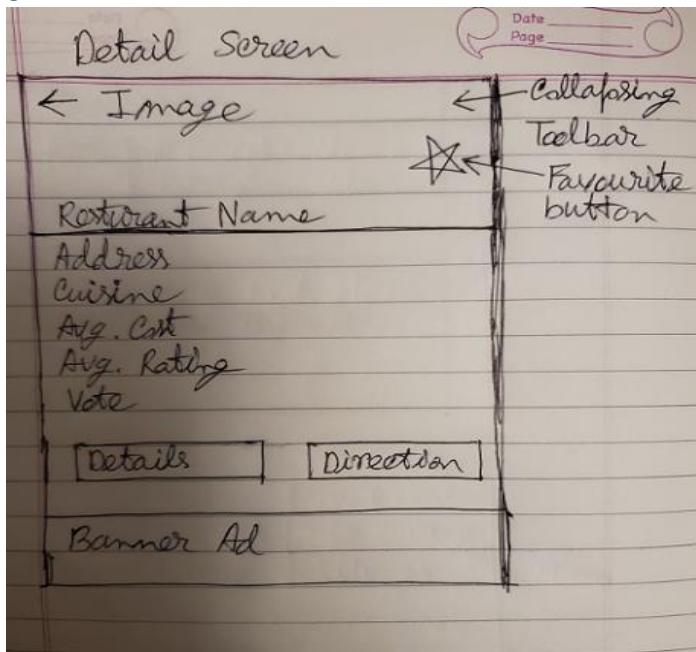 Date
Page
Detail Screen
← Image
← Collapsing
Toolbar
← Favourite
button
Resturant Name
Address
Cuisine
Avg. Cost
Avg. Rating
Vote
Details
Direction
Banner Ad